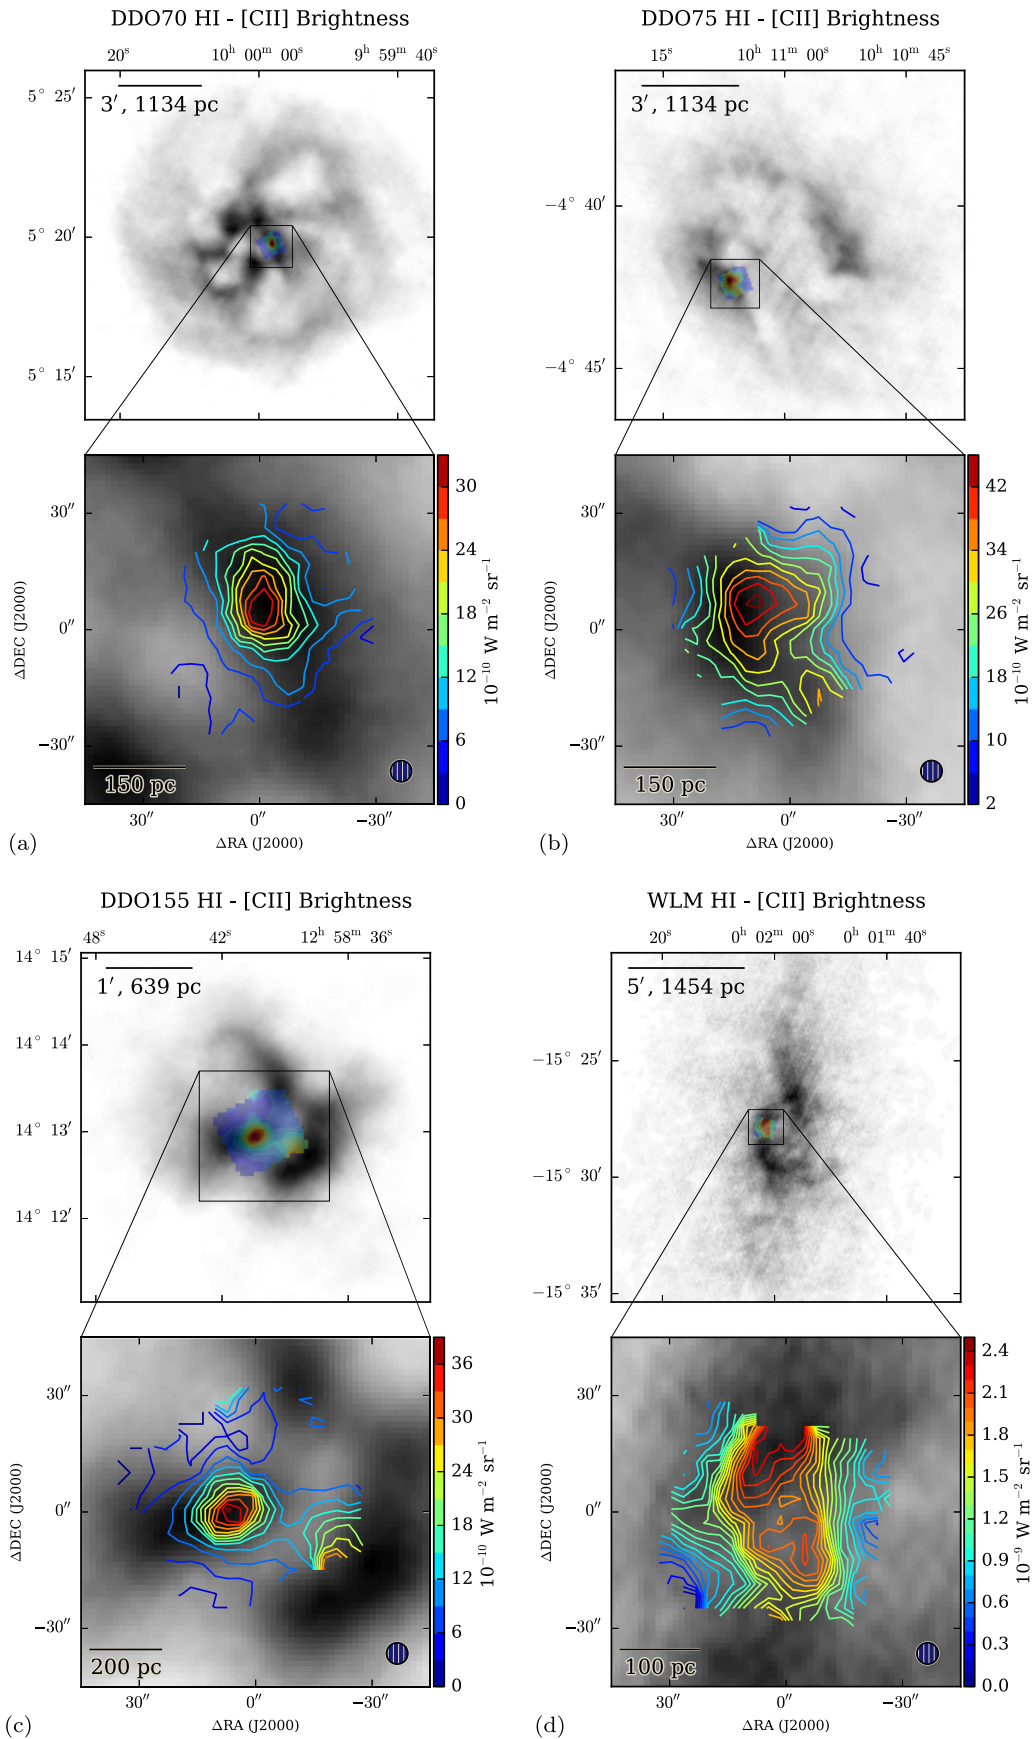 DDO70 HI - [CII] Brightness
20ˢ 10ʰ 00ᵐ 00ˢ 9ʰ 59ᵐ 40ˢ
3′, 1134 pc
5° 25′
5° 20′
5° 15′
30″
0″
−30″
ΔDEC (J2000)
150 pc
30″ 0″ −30″
ΔRA (J2000)
30
24
18
12
6
0
10⁻¹⁰ W m⁻² sr⁻¹
(a)
DDO75 HI - [CII] Brightness
15ˢ 10ʰ 11ᵐ 00ˢ 10ʰ 10ᵐ 45ˢ
3′, 1134 pc
−4° 40′
−4° 45′
30″
0″
−30″
ΔDEC (J2000)
150 pc
30″ 0″ −30″
ΔRA (J2000)
42
34
26
18
10
2
10⁻¹⁰ W m⁻² sr⁻¹
(b)
DDO155 HI - [CII] Brightness
48ˢ 42ˢ 12ʰ 58ᵐ 36ˢ
1′, 639 pc
14° 15′
14° 14′
14° 13′
14° 12′
30″
0″
−30″
ΔDEC (J2000)
200 pc
30″ 0″ −30″
ΔRA (J2000)
36
30
24
18
12
6
0
10⁻¹⁰ W m⁻² sr⁻¹
(c)
WLM HI - [CII] Brightness
20ˢ 0ʰ 02ᵐ 00ˢ 0ʰ 01ᵐ 40ˢ
5′, 1454 pc
−15° 25′
−15° 30′
−15° 35′
30″
0″
−30″
ΔDEC (J2000)
100 pc
30″ 0″ −30″
ΔRA (J2000)
2.4
2.1
1.8
1.5
1.2
0.9
0.6
0.3
0.0
10⁻⁹ W m⁻² sr⁻¹
(d)